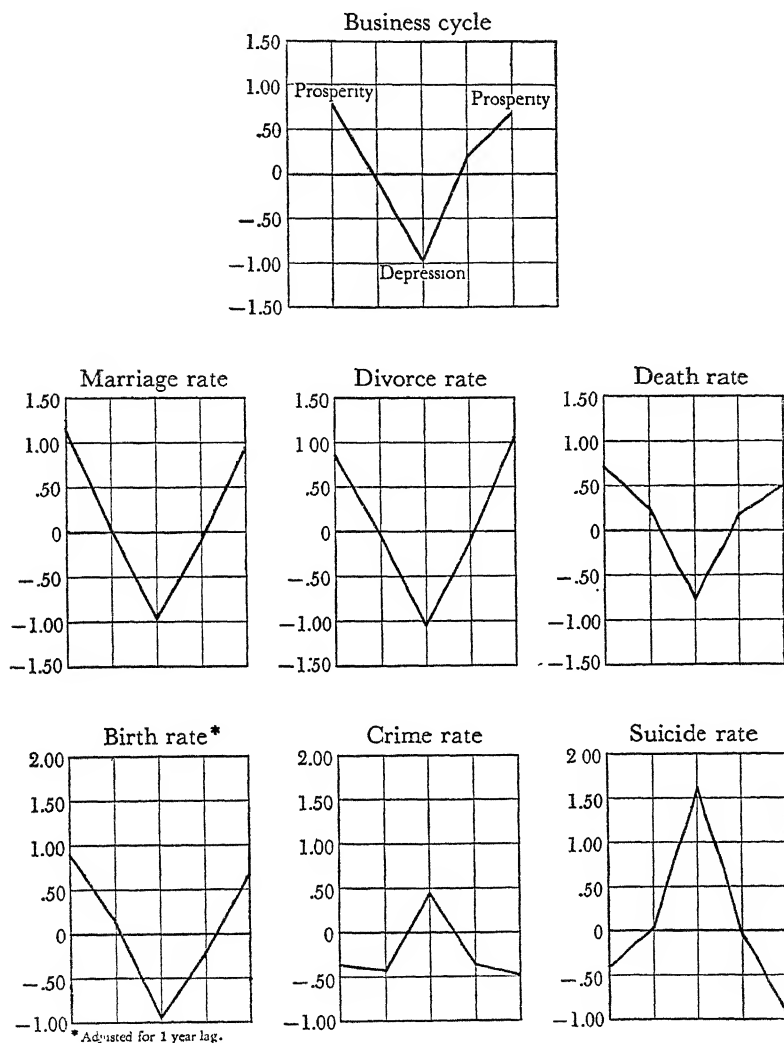 Business cycle
1.50
1.00
Prosperity Prosperity
.50
0
—.50
Depression
—1.00
—1.50
Marriage rate Divorce rate Death rate
1.50 1.50 1.50
1.00 1.00 1.00
.50 .50 .50
0 0 0
—.50 —.50 —.50
—1.00 —1.00 —1.00
—1.50 —1.50 —1.50
Birth rate* Crime rate Suicide rate
2.00 2.00 2 00
1.50 1.50 1.50
1.00 1.00 1.00
.50 .50 .50
0 0 0
—.50 —.50 —.50
—1.00 —1.00 —1.00
* Adjusted for 1 year lag.